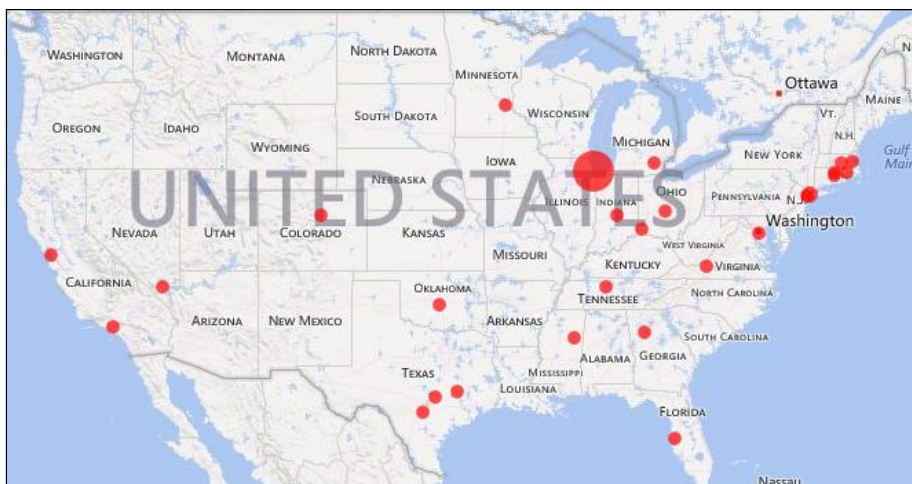 NORTH DAKOTA
WASHINGTON
MONTANA
MINNESOTA
Ottawa
MAINE
VT.
SOUTH DAKOTA
WISCONSIN
OREGON
IDAHO
MICHIGAN
N.H.
WYOMING
NEW YORK
Gulf
Main
IOWA
NEBRASKA
OHIO
PENNSYLVANIA
N.J.
UNITED STATES
ILLINOIS
INDIANA
Washington
NEVADA
UTAH
COLORADO
KANSAS
MISSOURI
WEST VIRGINIA
KENTUCKY
VIRGINIA
CALIFORNIA
OKLAHOMA
TENNESSEE
NORTH CAROLINA
ARIZONA
NEW MEXICO
ARKANSAS
SOUTH CAROLINA
ALABAMA
GEORGIA
TEXAS
MISSISSIPPI
LOUISIANA
FLORIDA
Nassau